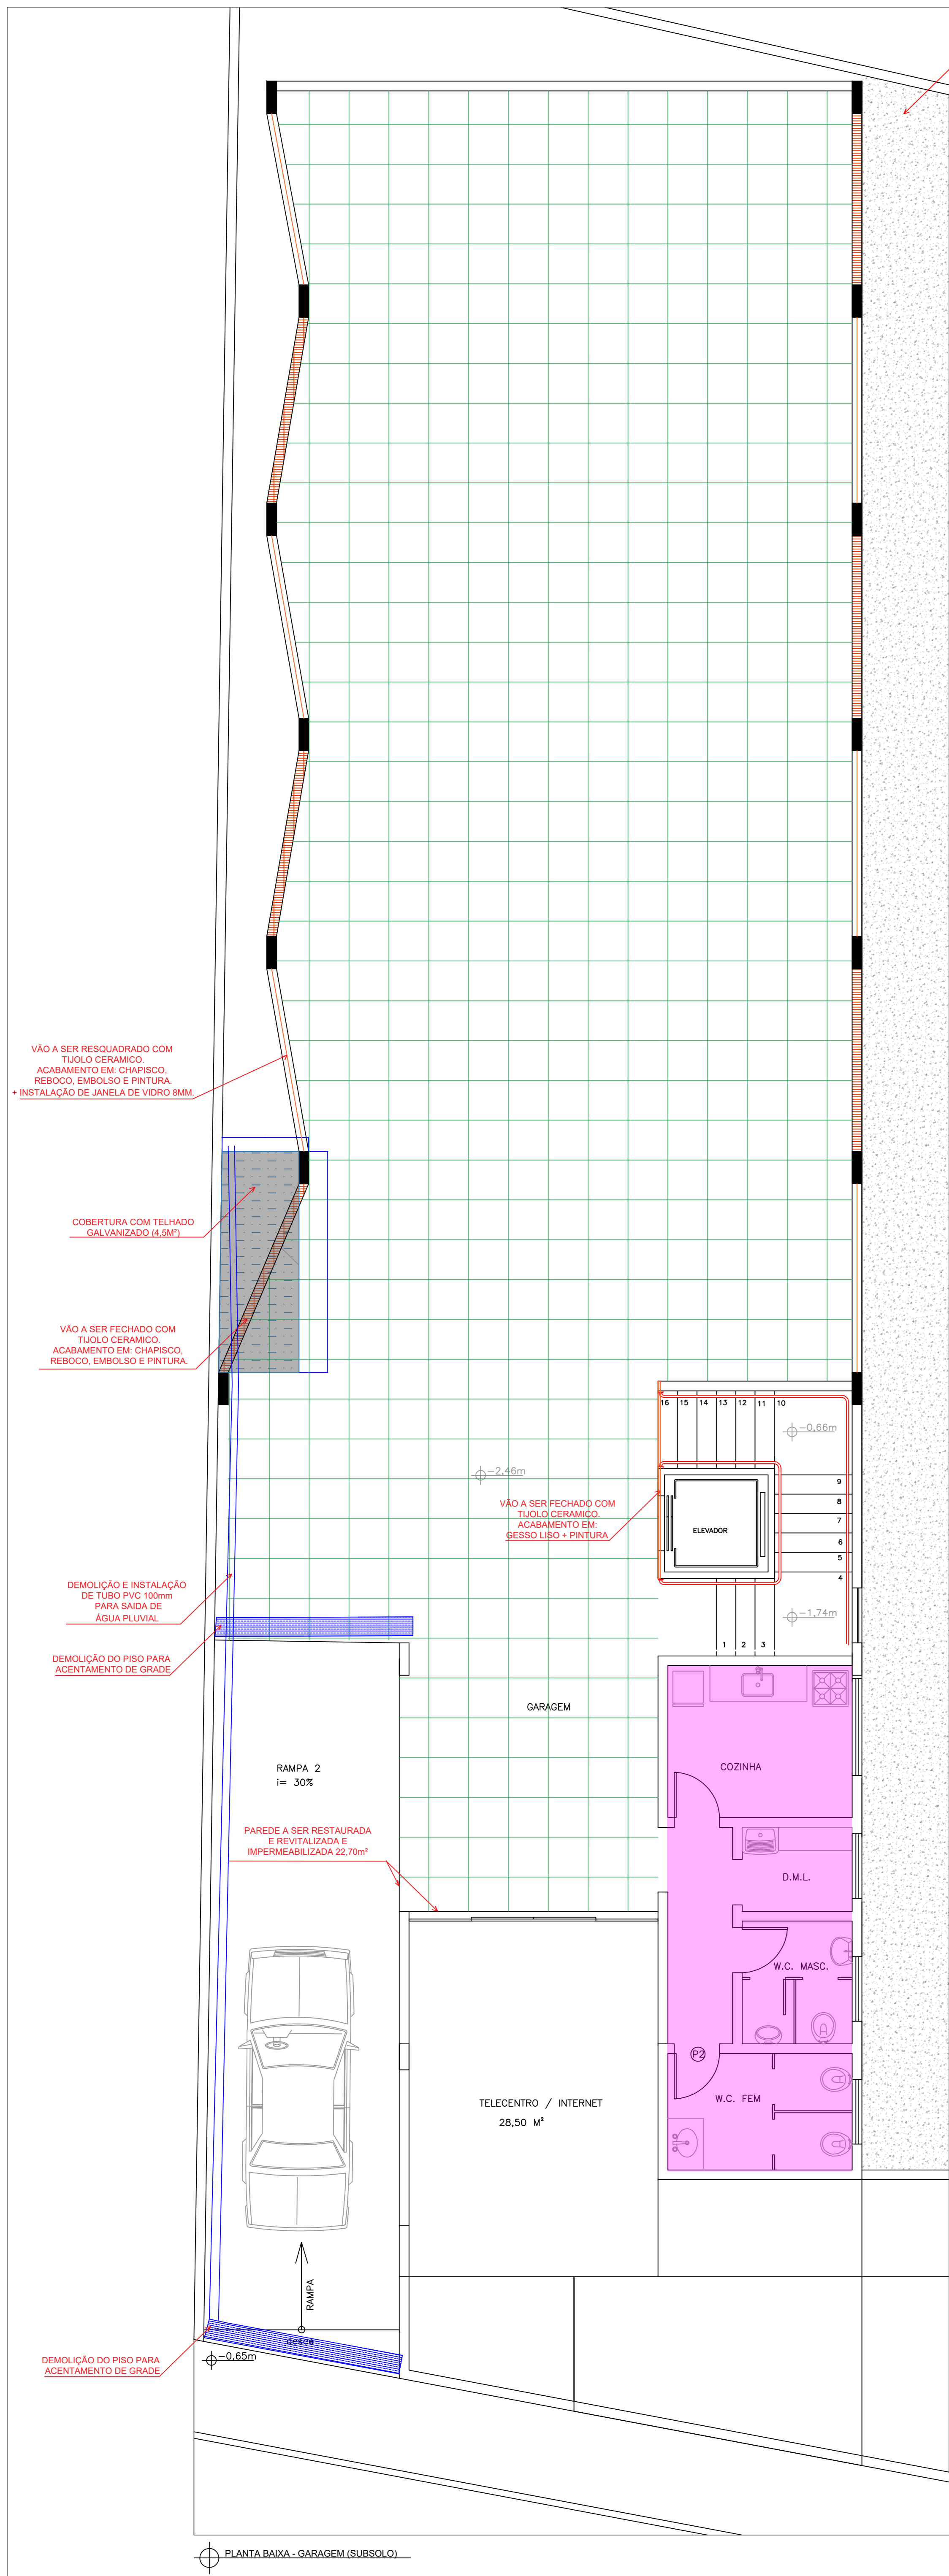 VÃO A SER RESQUADRADO COM
TIJOLO CERAMICO.
ACABAMENTO EM: CHAPISCO,
REBOCO, EMBOLSO E PINTURA.
+ INSTALAÇÃO DE JANELA DE VIDRO 8MM.
COBERTURA COM TELHADO
GALVANIZADO (4,5M²)
VÃO A SER FECHADO COM
TIJOLO CERAMICO.
ACABAMENTO EM: CHAPISCO,
REBOCO, EMBOLSO E PINTURA.
16 15 14 13 12 11 10
-0,66m
-2,46m
9
8
7
6
5
4
VÃO A SER FECHADO COM
TIJOLO CERAMICO.
ACABAMENTO EM:
GESSO LISO + PINTURA
ELEVADOR
DEMOLIÇÃO E INSTALAÇÃO
DE TUBO PVC 100mm
PARA SAIDA DE
ÁGUA PLUVIAL
-1,74m
1 2 3
DEMOLIÇÃO DO PISO PARA
ACENTAMENTO DE GRADE
GARAGEM
COZINHA
RAMPA 2
i= 30%
PAREDE A SER RESTAURADA
E REVITALIZADA E
IMPERMEABILIZADA 22,70m²
D.M.L.
W.C. MASC.
P2
W.C. FEM
TELECENTRO / INTERNET
28,50 M²
RAMPA
desce
-0,65m
DEMOLIÇÃO DO PISO PARA
ACENTAMENTO DE GRADE
PLANTA BAIXA - GARAGEM (SUBSOLO)